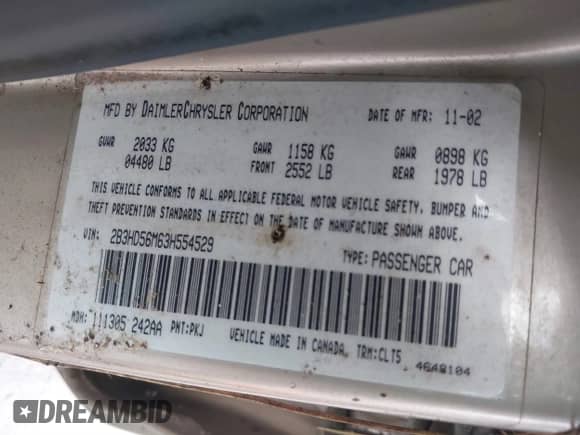 MFD BY DAIMLERCHRYSLER CORPORATION DATE OF MFR: 11-02
GVWR 2033 KG GAWR 1158 KG GAWR 0898 KG
04480 LB FRONT 2552 LB REAR 1978 LB
THIS VEHICLE CONFORMS TO ALL APPLICABLE FEDERAL MOTOR VEHICLE SAFETY, BUMPER AND
THEFT PREVENTION STANDARDS IN EFFECT ON THE DATE OF MANUFACTURE SHOWN ABOVE.
VIN: 2B3HD56M63H554529 TYPE: PASSENGER CAR
MDH: 111305 242AA PNT: PKJ VEHICLE MADE IN CANADA. TRM: CLT5 4648104
DREAMBID